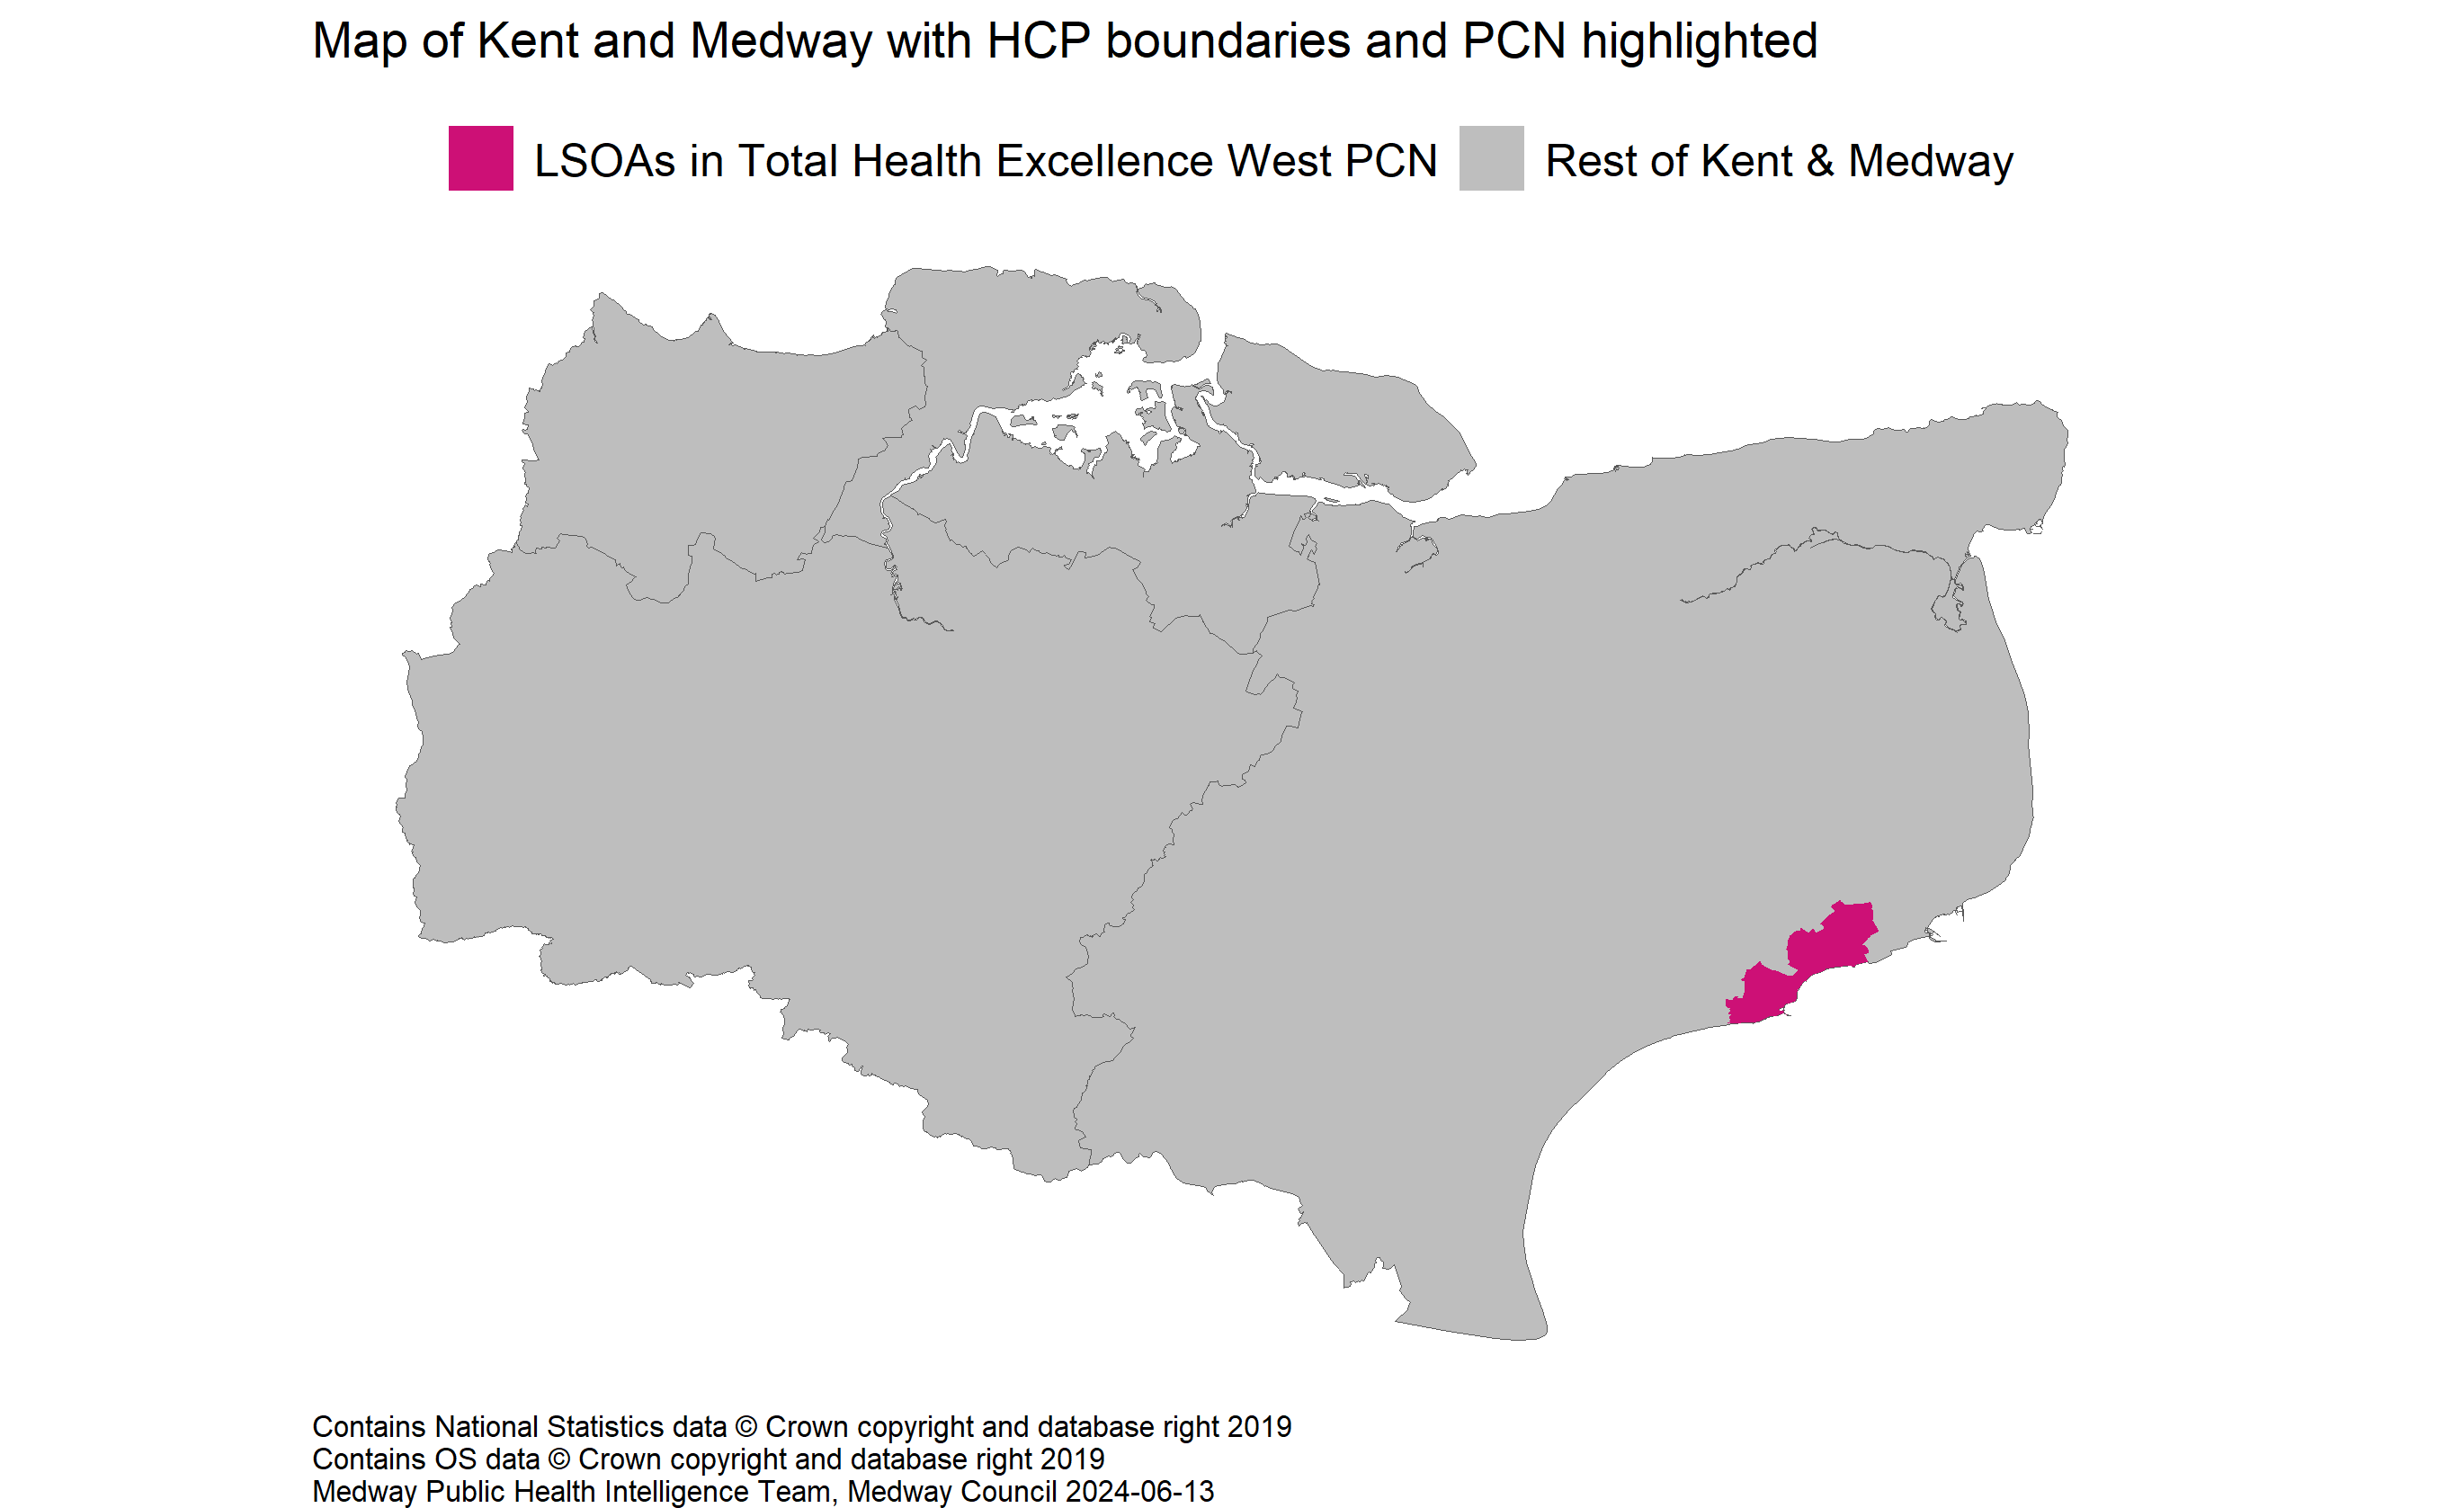 Map of Kent and Medway with HCP boundaries and PCN highlighted
LSOAs in Total Health Excellence West PCN
Rest of Kent & Medway
Contains National Statistics data © Crown copyright and database right 2019
Contains OS data © Crown copyright and database right 2019
Medway Public Health Intelligence Team, Medway Council 2024-06-13